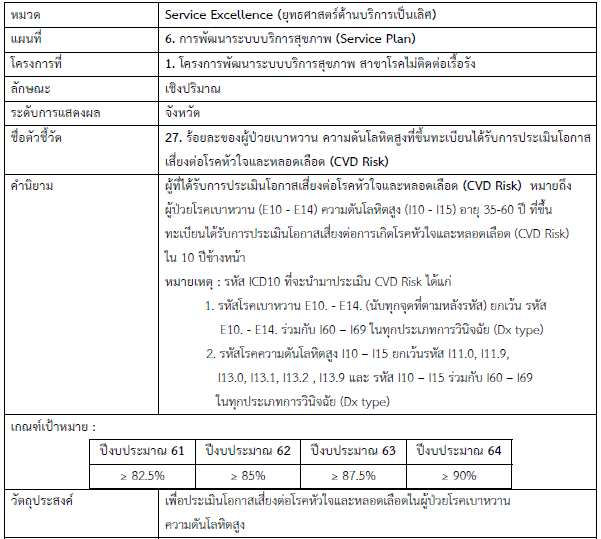 หมวด Service Excellence (ยุทธศาสตร์ด้านบริการเป็นเลิศ)
แผนที่ 6. การพัฒนาระบบบริการสุขภาพ (Service Plan)
โครงการที่ 1. โครงการพัฒนาระบบบริการสุขภาพ สาขาโรคไม่ติดต่อเรื้อรัง
ลักษณะ เชิงปริมาณ
ระดับการแสดงผล จังหวัด
ชื่อตัวชี้วัด 27. ร้อยละของผู้ป่วยเบาหวาน ความดันโลหิตสูงที่ขึ้นทะเบียนได้รับการประเมินโอกาส
เสี่ยงต่อโรคหัวใจและหลอดเลือด (CVD Risk)
คำนิยาม ผู้ที่ได้รับการประเมินโอกาสเสี่ยงต่อโรคหัวใจและหลอดเลือด (CVD Risk) หมายถึง
ผู้ป่วยโรคเบาหวาน (E10 - E14) ความดันโลหิตสูง (I10 - I15) อายุ 35-60 ปี ที่ขึ้น
ทะเบียนได้รับการประเมินโอกาสเสี่ยงต่อการเกิดโรคหัวใจและหลอดเลือด (CVD Risk)
ใน 10 ปีข้างหน้า
หมายเหตุ : รหัส ICD10 ที่จะนำมาประเมิน CVD Risk ได้แก่
1. รหัสโรคเบาหวาน E10. - E14. (นับทุกจุดที่ตามหลังรหัส) ยกเว้น รหัส
E10. - E14. ร่วมกับ I60 – I69 ในทุกประเภทการวินิจฉัย (Dx type)
2. รหัสโรคความดันโลหิตสูง I10 – I15 ยกเว้นรหัส I11.0, I11.9,
I13.0, I13.1, I13.2 , I13.9 และ รหัส I10 – I15 ร่วมกับ I60 – I69
ในทุกประเภทการวินิจฉัย (Dx type)
เกณฑ์เป้าหมาย :
ปีงบประมาณ 61 ปีงบประมาณ 62 ปีงบประมาณ 63 ปีงบประมาณ 64
≥ 82.5% ≥ 85% ≥ 87.5% ≥ 90%
วัตถุประสงค์ เพื่อประเมินโอกาสเสี่ยงต่อโรคหัวใจและหลอดเลือดในผู้ป่วยโรคเบาหวาน
ความดันโลหิตสูง